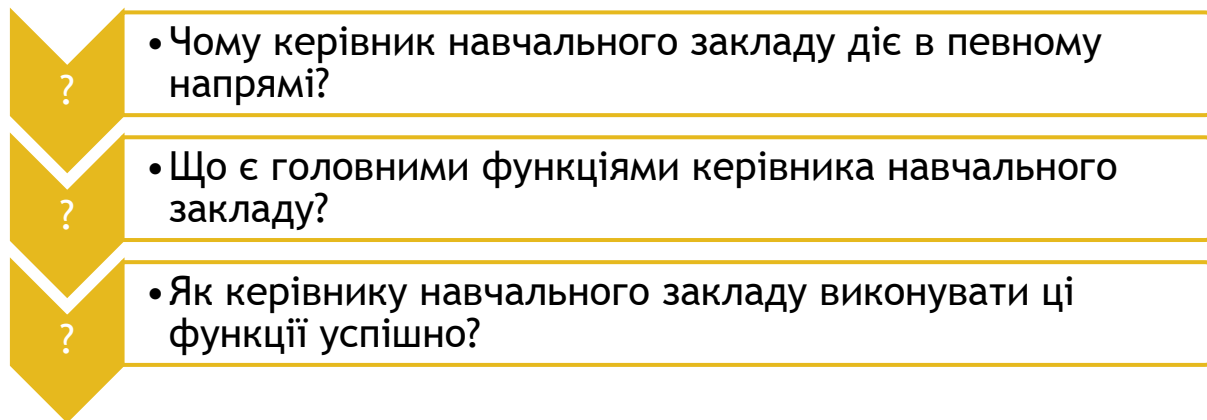 ?
• Чому керівник навчального закладу діє в певному
напрямі?
?
• Що є головними функціями керівника навчального
закладу?
?
• Як керівнику навчального закладу виконувати ці
функції успішно?